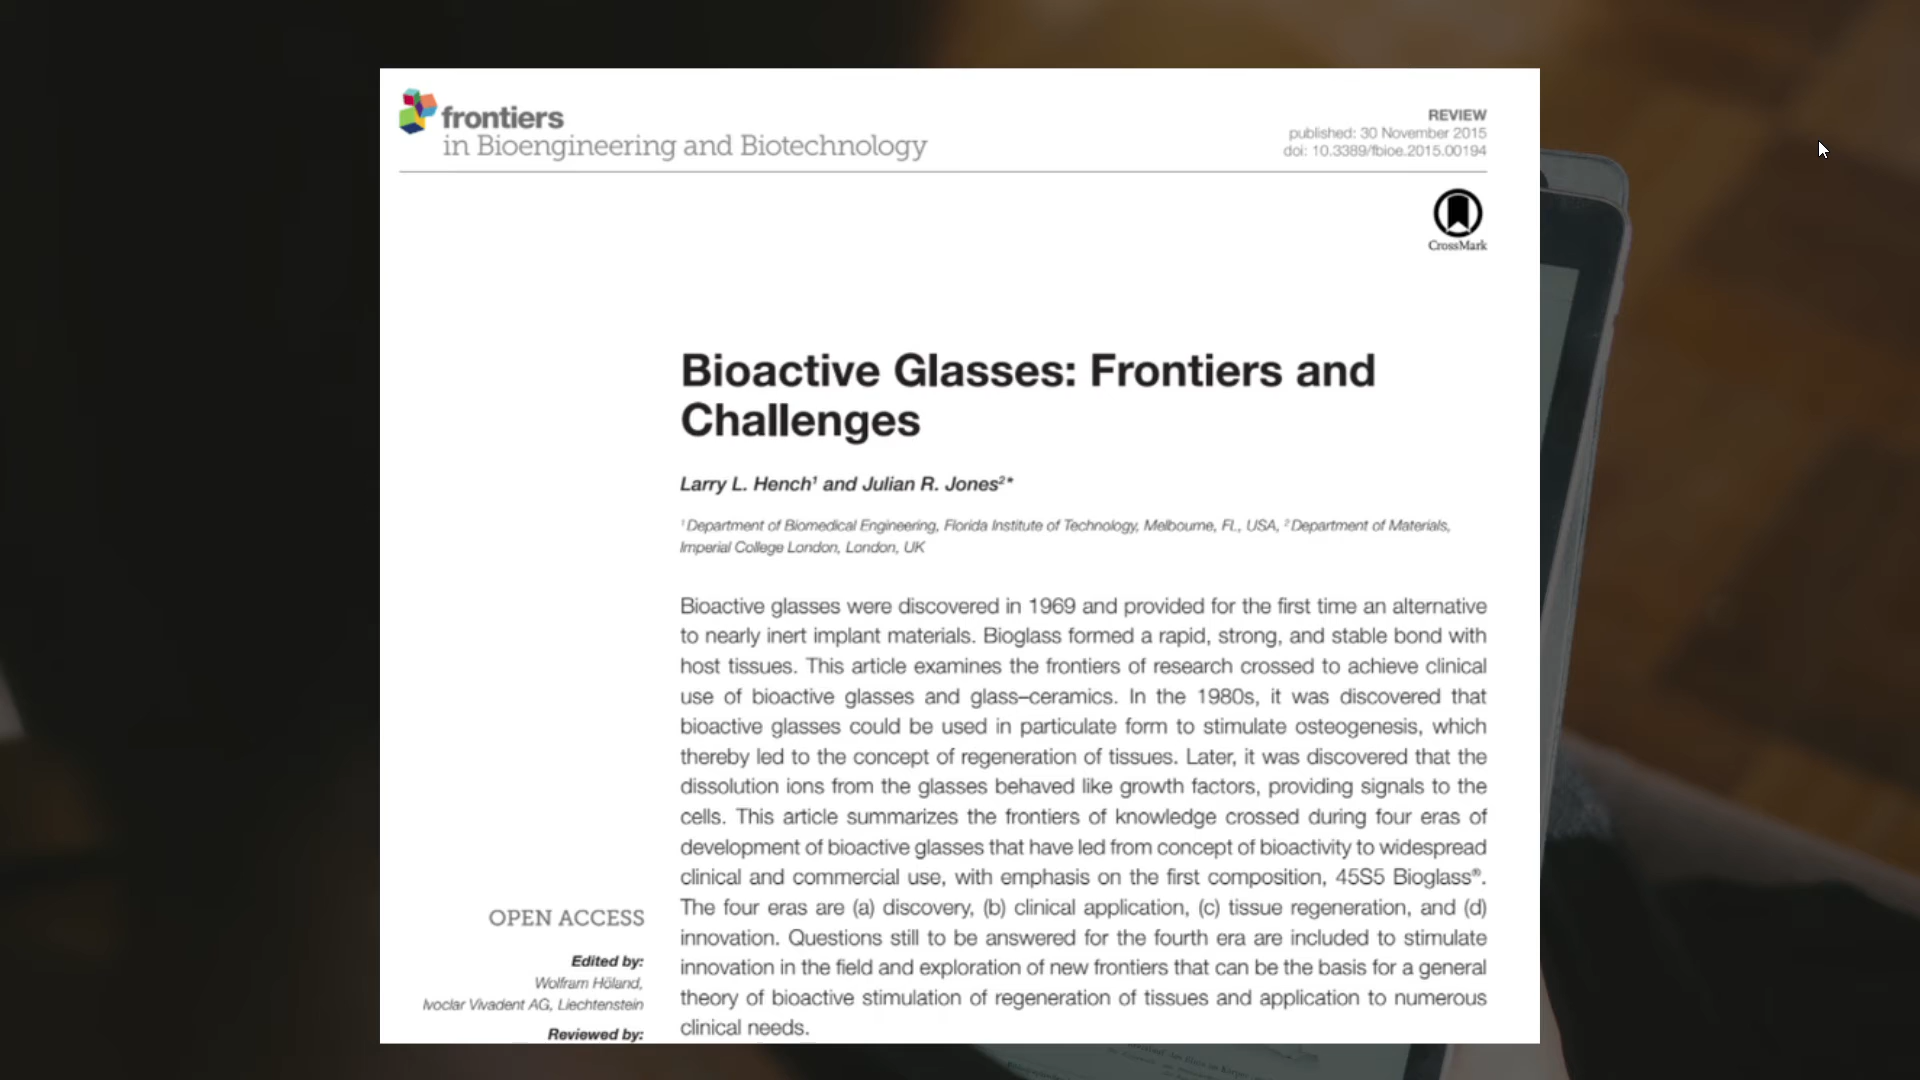 frontiers
in Bioengineering and Biotechnology
REVIEW
published: 30 November 2015
doi: 10.3389/fbioe.2015.00194
CrossMark
Bioactive Glasses: Frontiers and
Challenges
Larry L. Hench¹ and Julian R. Jones²*
¹Department of Biomedical Engineering, Florida Institute of Technology, Melbourne, FL, USA, ²Department of Materials,
Imperial College London, London, UK
Bioactive glasses were discovered in 1969 and provided for the first time an alternative
to nearly inert implant materials. Bioglass formed a rapid, strong, and stable bond with
host tissues. This article examines the frontiers of research crossed to achieve clinical
use of bioactive glasses and glass–ceramics. In the 1980s, it was discovered that
bioactive glasses could be used in particulate form to stimulate osteogenesis, which
thereby led to the concept of regeneration of tissues. Later, it was discovered that the
dissolution ions from the glasses behaved like growth factors, providing signals to the
cells. This article summarizes the frontiers of knowledge crossed during four eras of
development of bioactive glasses that have led from concept of bioactivity to widespread
clinical and commercial use, with emphasis on the first composition, 45S5 Bioglass®.
The four eras are (a) discovery, (b) clinical application, (c) tissue regeneration, and (d)
innovation. Questions still to be answered for the fourth era are included to stimulate
innovation in the field and exploration of new frontiers that can be the basis for a general
theory of bioactive stimulation of regeneration of tissues and application to numerous
clinical needs.
OPEN ACCESS
Edited by:
Wolfram Höland,
Ivoclar Vivadent AG, Liechtenstein
Reviewed by: